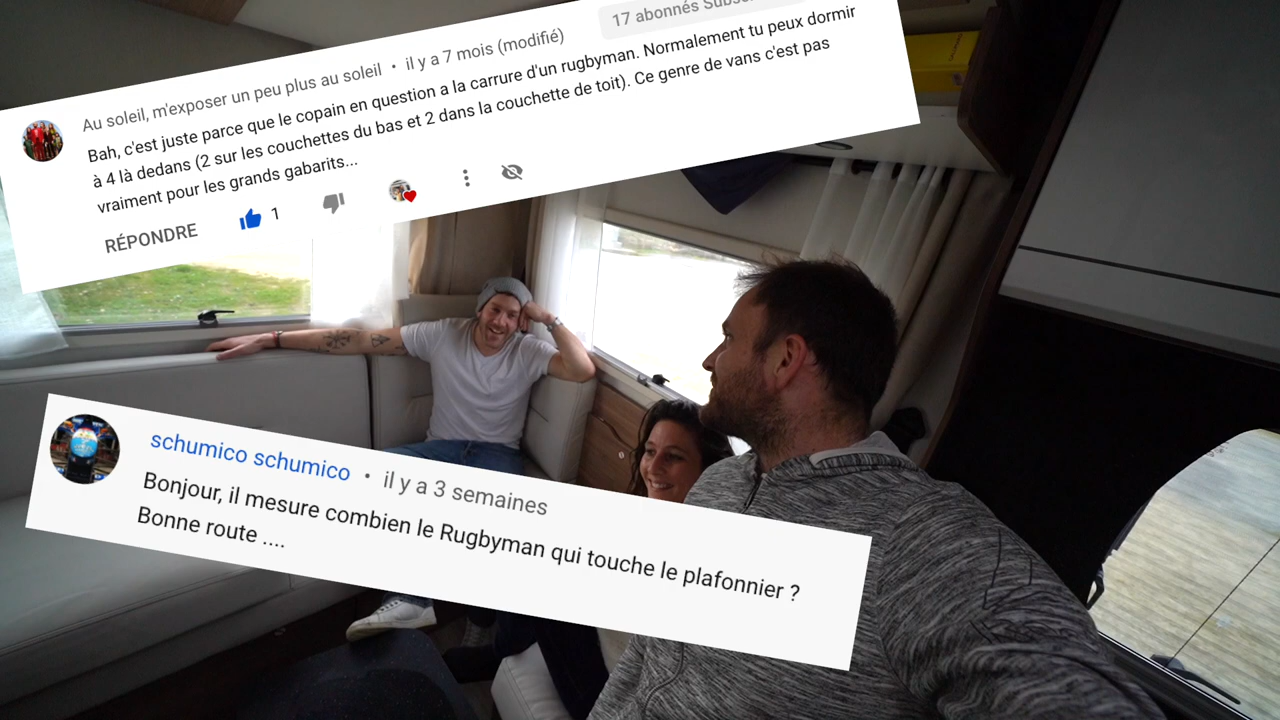 17 abonnés
Au soleil, m'exposer un peu plus au soleil • il y a 7 mois (modifié)
Bah, c'est juste parce que le copain en question a la carrure d'un rugbyman. Normalement tu peux dormir
à 4 là dedans (2 sur les couchettes du bas et 2 dans la couchette de toit). Ce genre de vans c'est pas
vraiment pour les grands gabarits...
RÉPONDRE 1
schumico schumico • il y a 3 semaines
Bonjour, il mesure combien le Rugbyman qui touche le plafonnier ?
Bonne route ....